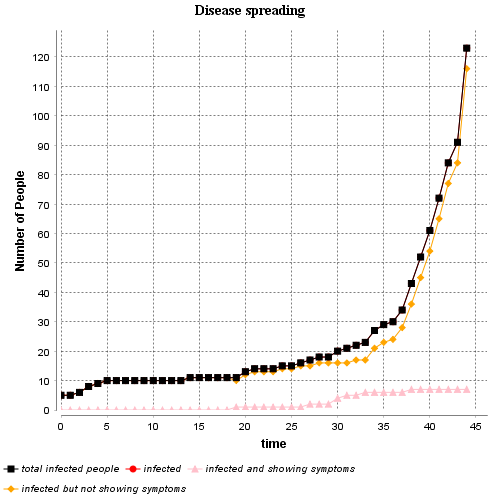 Disease spreading
120
110
100
90
80
70
60
50
40
30
20
10
0
Number of People
0 5 10 15 20 25 30 35 40 45
time
total infected people infected infected and showing symptoms
infected but not showing symptoms